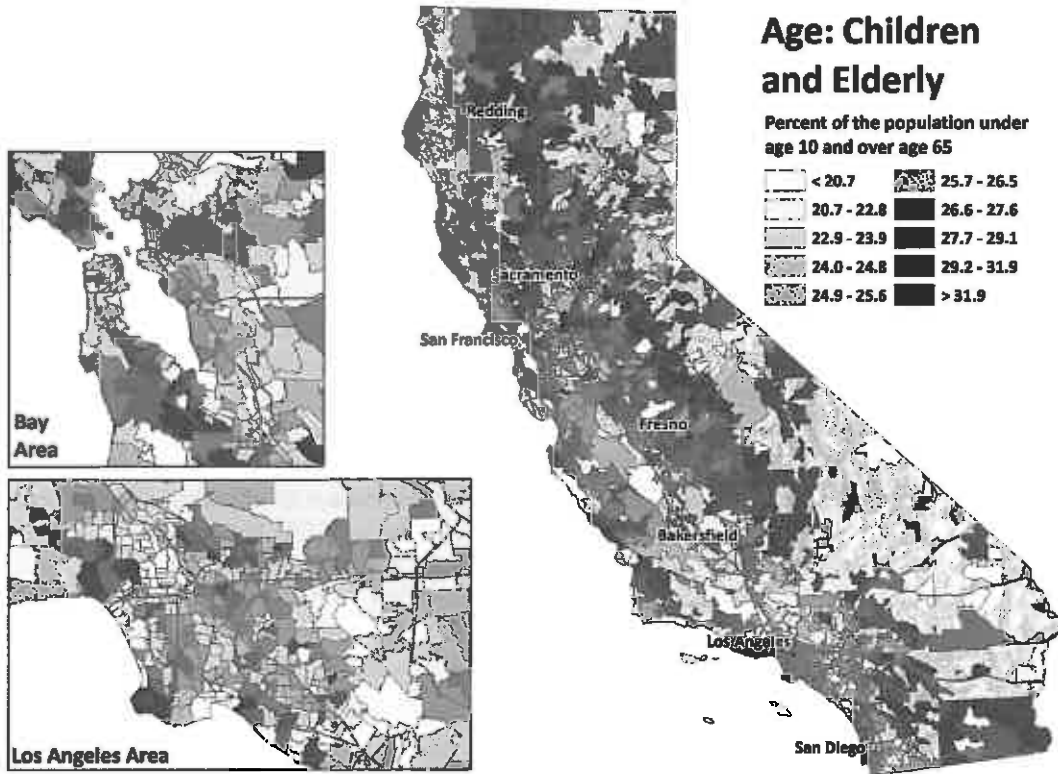 Age: Children
and Elderly
Percent of the population under
age 10 and over age 65
< 20.7
20.7 - 22.8
22.9 - 23.9
24.0 - 24.8
24.9 - 25.6
25.7 - 26.5
26.6 - 27.6
27.7 - 29.1
29.2 - 31.9
> 31.9
Redding
Sacramento
San Francisco
Fresno
Bakersfield
Los Angeles
San Diego
Bay
Area
Los Angeles Area